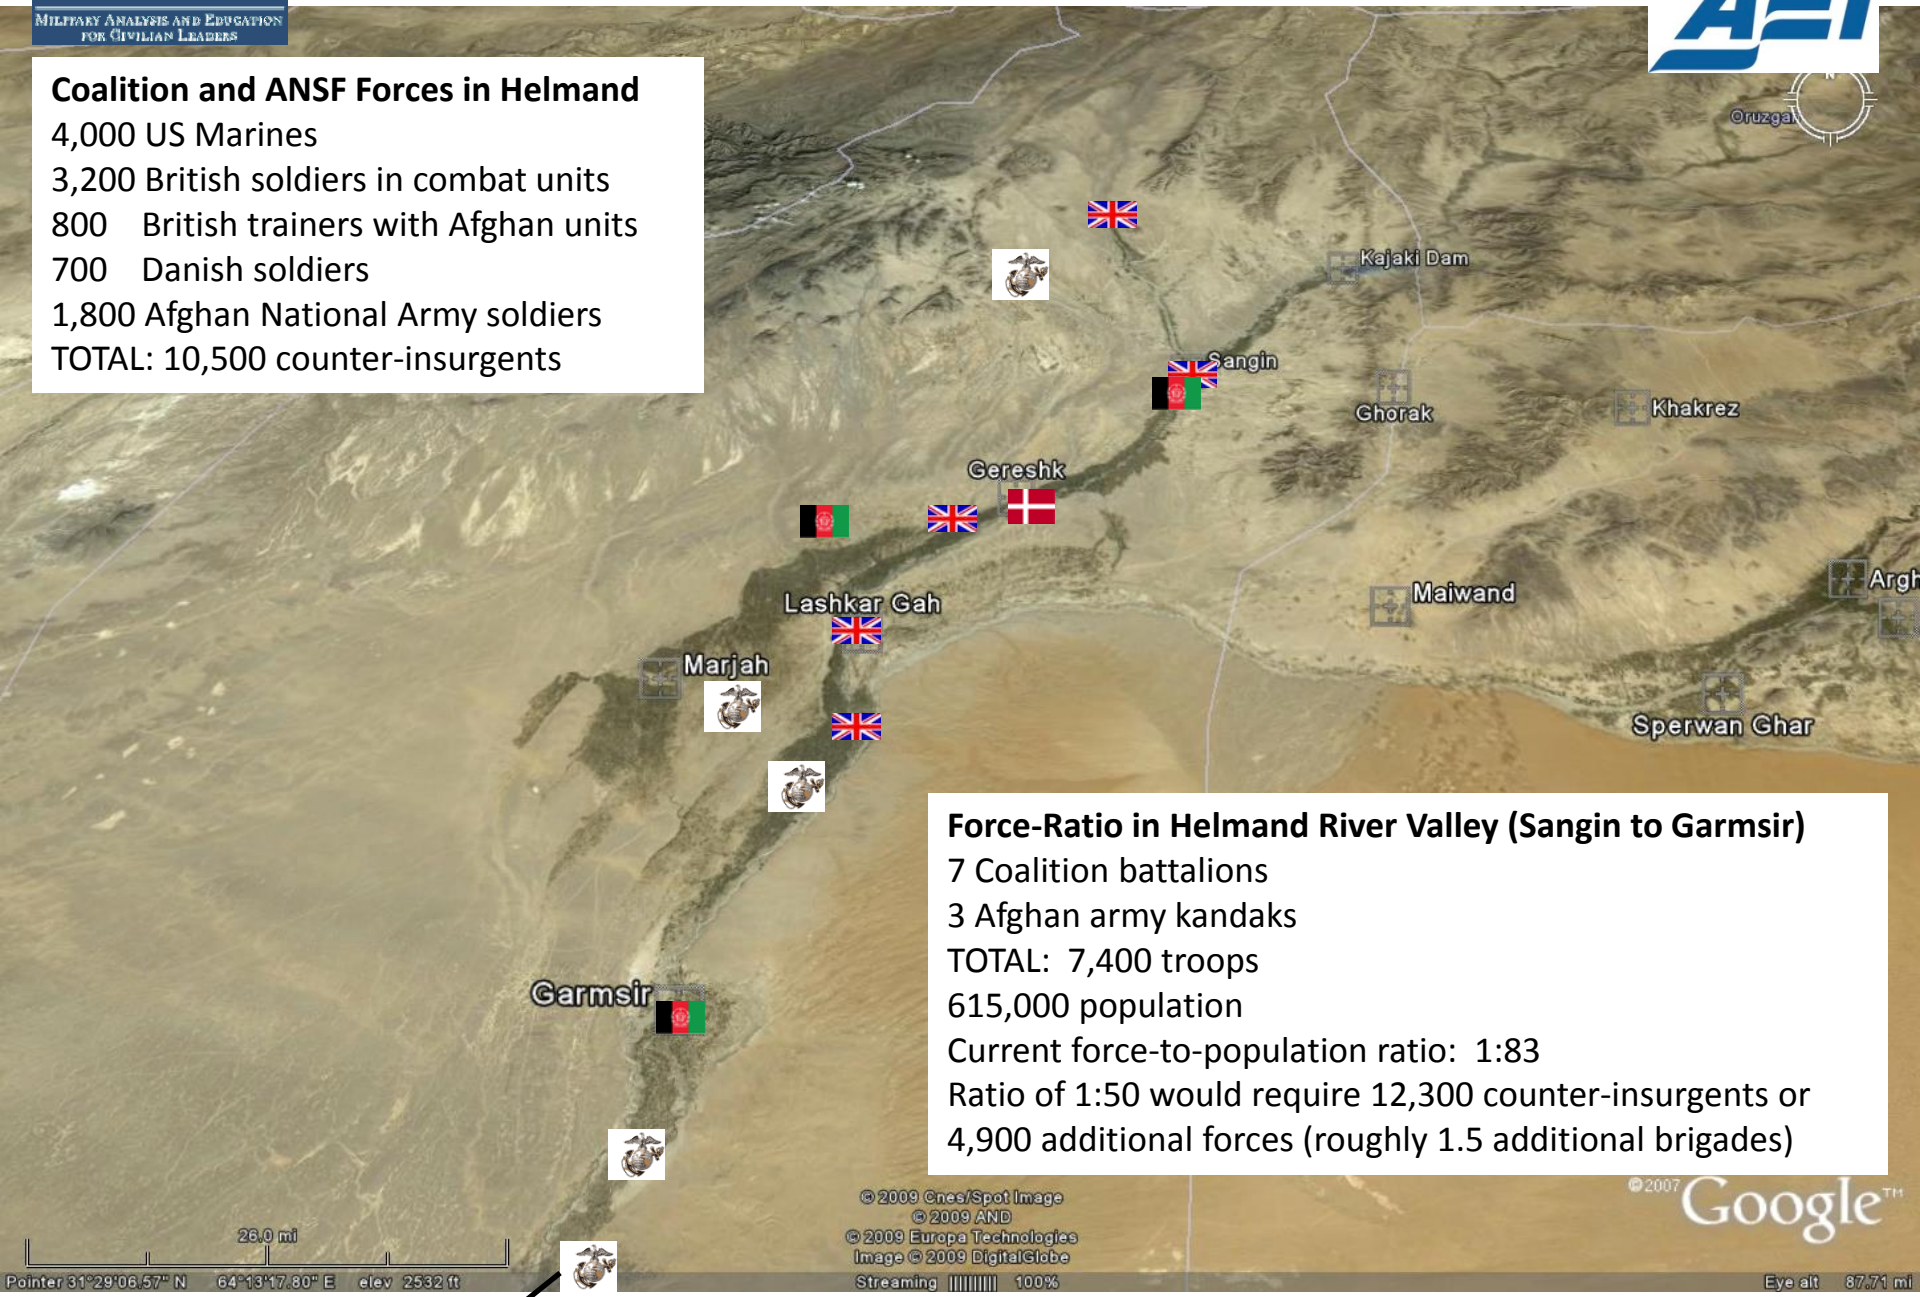 MILITARY ANALYSIS AND EDUCATION
FOR CIVILIAN LEADERS
AEI
Coalition and ANSF Forces in Helmand
4,000 US Marines
3,200 British soldiers in combat units
800 British trainers with Afghan units
700 Danish soldiers
1,800 Afghan National Army soldiers
TOTAL: 10,500 counter-insurgents
N
Oruzgan
Kajaki Dam
Sangin
Ghorak
Khakrez
Gereshk
Lashkar Gah
Maiwand
Argh
Marjah
Sperwan Ghar
Force-Ratio in Helmand River Valley (Sangin to Garmsir)
7 Coalition battalions
3 Afghan army kandaks
TOTAL: 7,400 troops
615,000 population
Current force-to-population ratio: 1:83
Ratio of 1:50 would require 12,300 counter-insurgents or
4,900 additional forces (roughly 1.5 additional brigades)
Garmsir
© 2009 Cnes/Spot Image
© 2009 AND
© 2009 Europa Technologies
Image © 2009 DigitalGlobe
©2007 Google™
26.0 mi
Pointer 31°29'06.57" N 64°13'17.80" E elev 2532 ft
Streaming ||||||||| 100%
Eye alt 87.71 mi